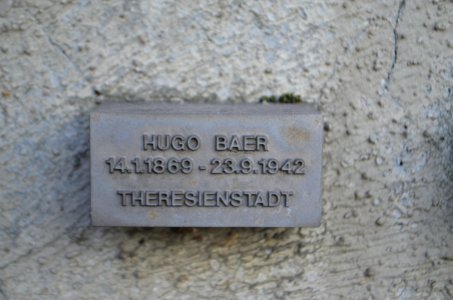 HUGO BAER
14.1.1869 - 23.9.1942
THERESIENSTADT